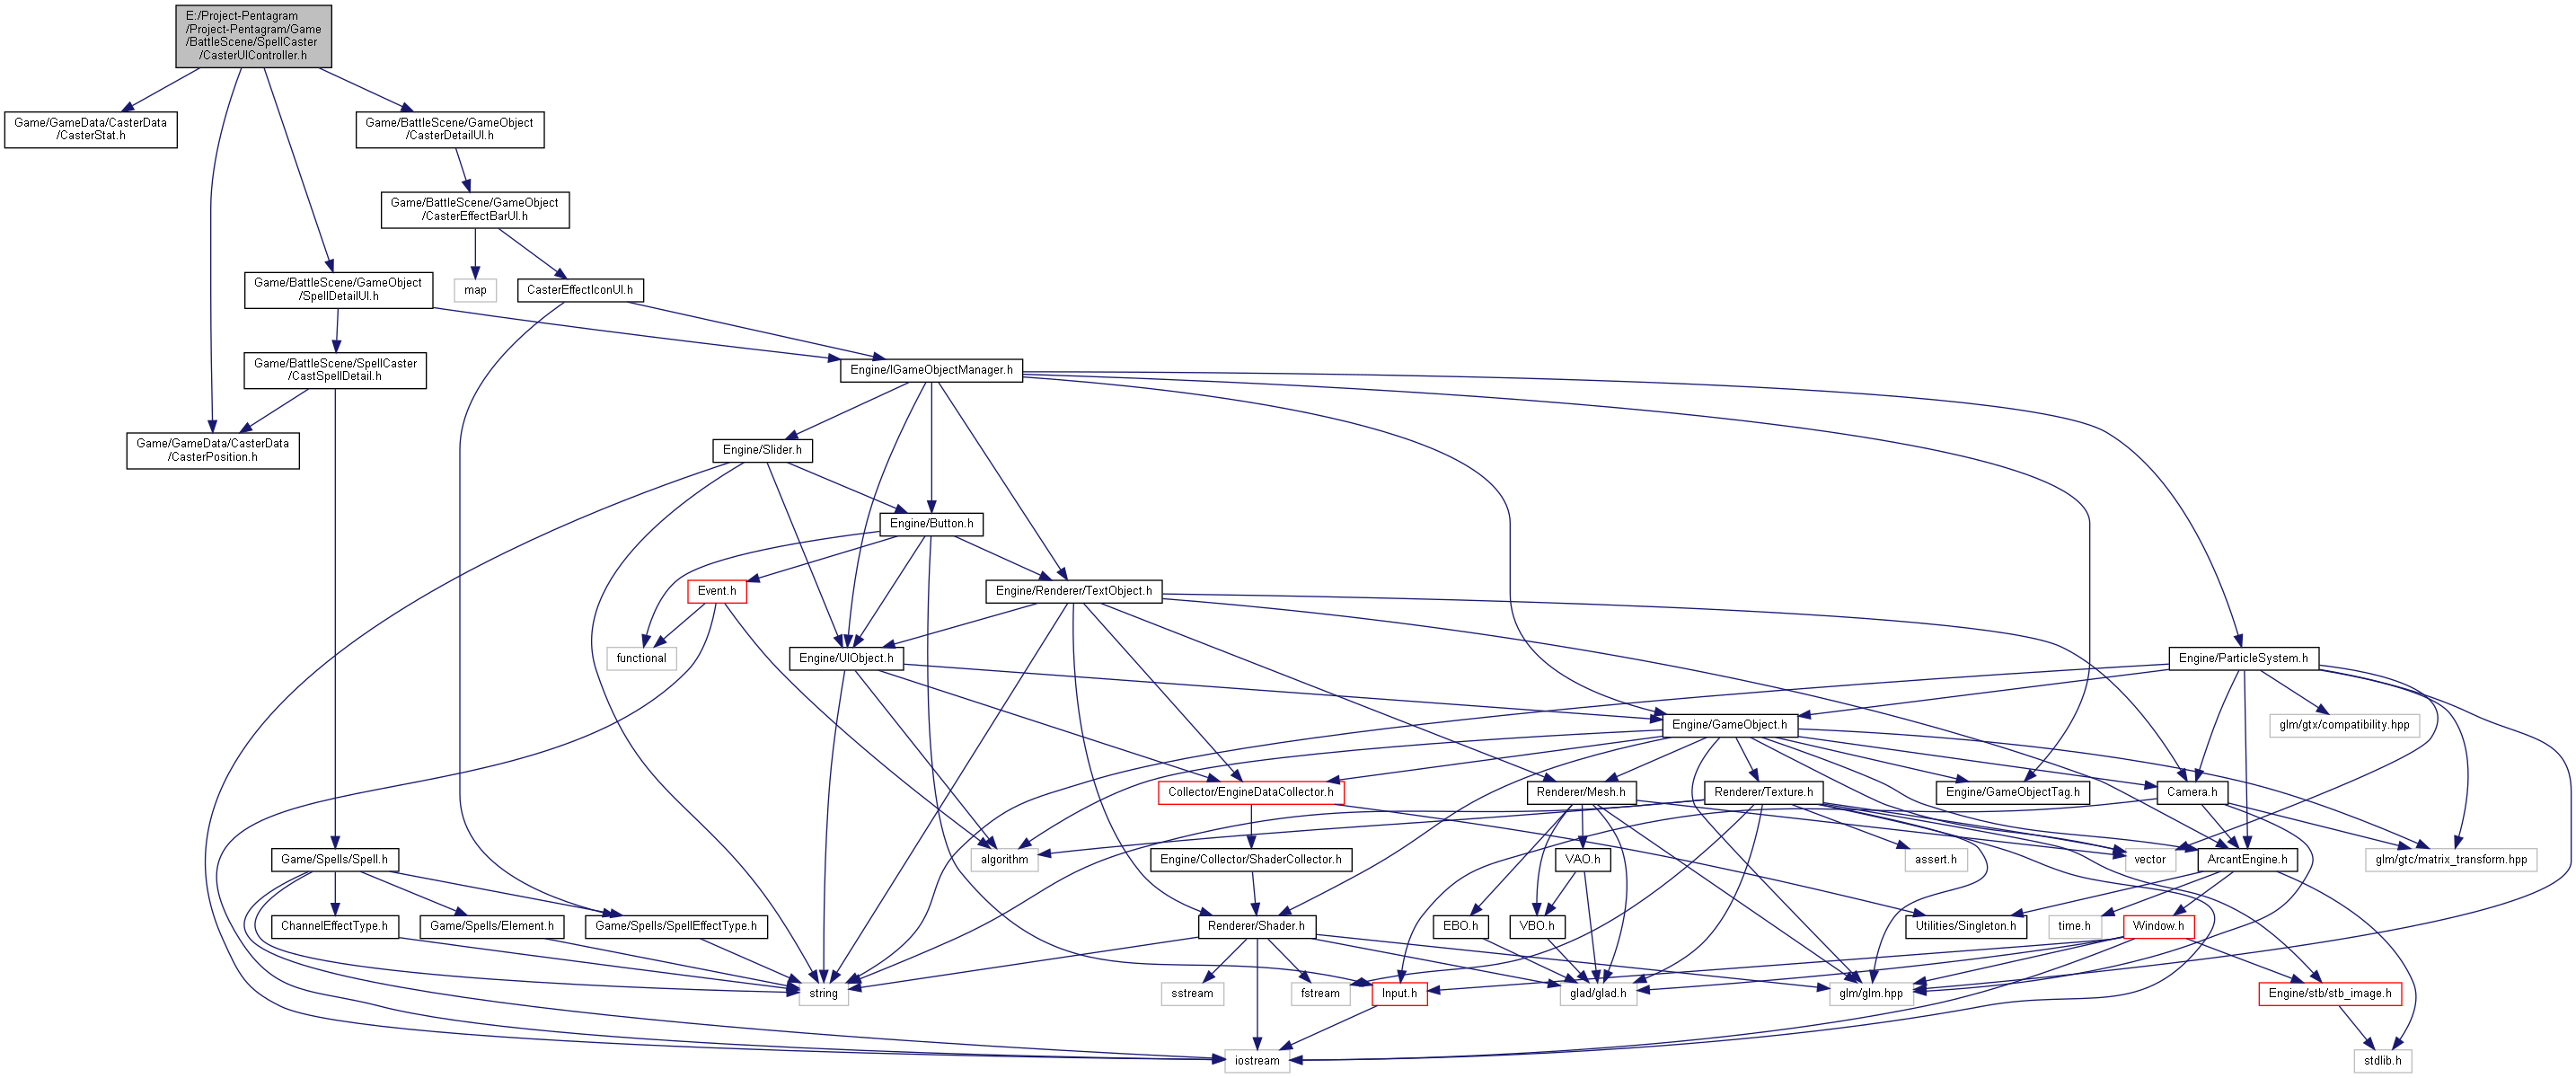 E:/Project-Pentagram
/Project-Pentagram/Game
/BattleScene/SpellCaster
/CasterUIController.h
Game/GameData/CasterData
/CasterStat.h
Game/BattleScene/GameObject
/CasterDetailUI.h
Game/BattleScene/GameObject
/CasterEffectBarUI.h
Game/BattleScene/GameObject
/SpellDetailUI.h
map
CasterEffectIconUI.h
Game/BattleScene/SpellCaster
/CastSpellDetail.h
Engine/IGameObjectManager.h
Game/GameData/CasterData
/CasterPosition.h
Engine/Slider.h
Engine/Button.h
Event.h
Engine/Renderer/TextObject.h
functional
Engine/UIObject.h
Engine/ParticleSystem.h
Engine/GameObject.h
glm/gtx/compatibility.hpp
Collector/EngineDataCollector.h
Renderer/Mesh.h
Renderer/Texture.h
Engine/GameObjectTag.h
Camera.h
Game/Spells/Spell.h
algorithm
Engine/Collector/ShaderCollector.h
VAO.h
assert.h
vector
ArcantEngine.h
glm/gtc/matrix_transform.hpp
ChannelEffectType.h
Game/Spells/Element.h
Game/Spells/SpellEffectType.h
Renderer/Shader.h
EBO.h
VBO.h
Utilities/Singleton.h
time.h
Window.h
string
sstream
fstream
Input.h
glad/glad.h
glm/glm.hpp
Engine/stb/stb_image.h
iostream
stdlib.h